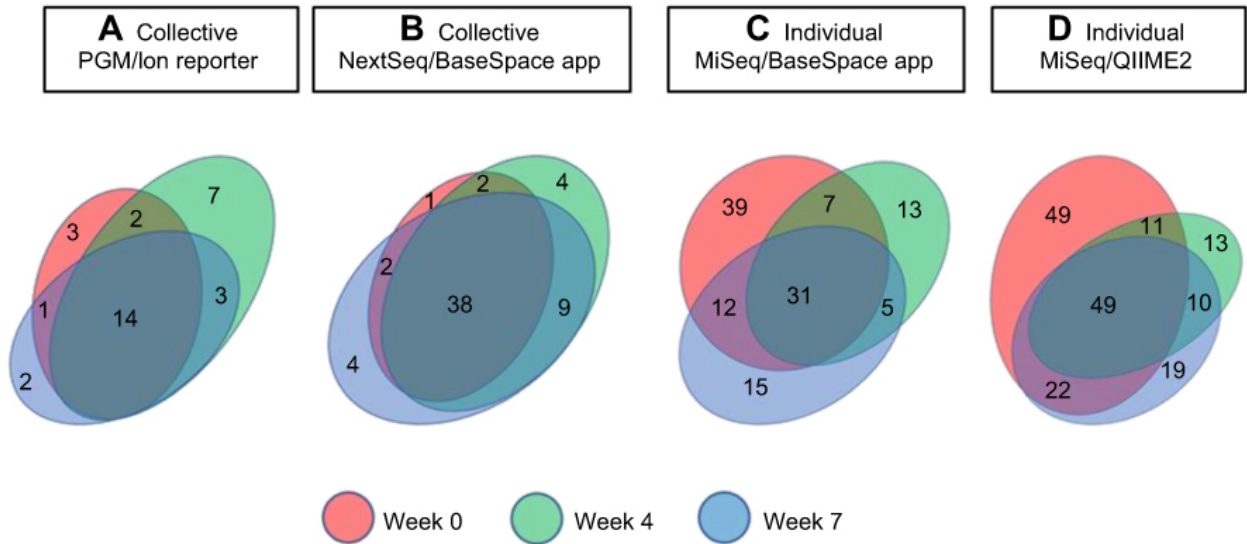 A Collective
PGM/Ion reporter
B Collective
NextSeq/BaseSpace app
C Individual
MiSeq/BaseSpace app
D Individual
MiSeq/QIIME2
3
2
7
1
14
3
2
1
2
4
2
38
9
4
39
7
13
12
31
5
15
49
11
13
49
10
22
19
Week 0
Week 4
Week 7